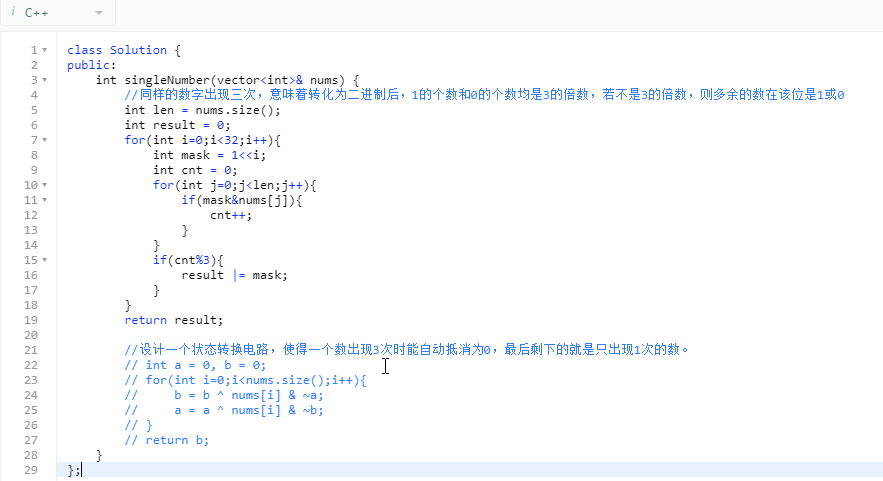 i C++
1 class Solution {
2 public:
3     int singleNumber(vector<int>& nums) {
4         //同样的数字出现三次，意味着转化为二进制后，1的个数和0的个数均是3的倍数，若不是3的倍数，则多余的数在该位是1或0
5         int len = nums.size();
6         int result = 0;
7         for(int i=0;i<32;i++){
8             int mask = 1<<i;
9             int cnt = 0;
10             for(int j=0;j<len;j++){
11                 if(mask&nums[j]){
12                     cnt++;
13                 }
14             }
15             if(cnt%3){
16                 result |= mask;
17             }
18         }
19         return result;
20
21         //设计一个状态转换电路，使得一个数出现3次时能自动抵消为0，最后剩下的就是只出现1次的数。
22         // int a = 0, b = 0;
23         // for(int i=0;i<nums.size();i++){
24         //     b = b ^ nums[i] & ~a;
25         //     a = a ^ nums[i] & ~b;
26         // }
27         // return b;
28     }
29 };